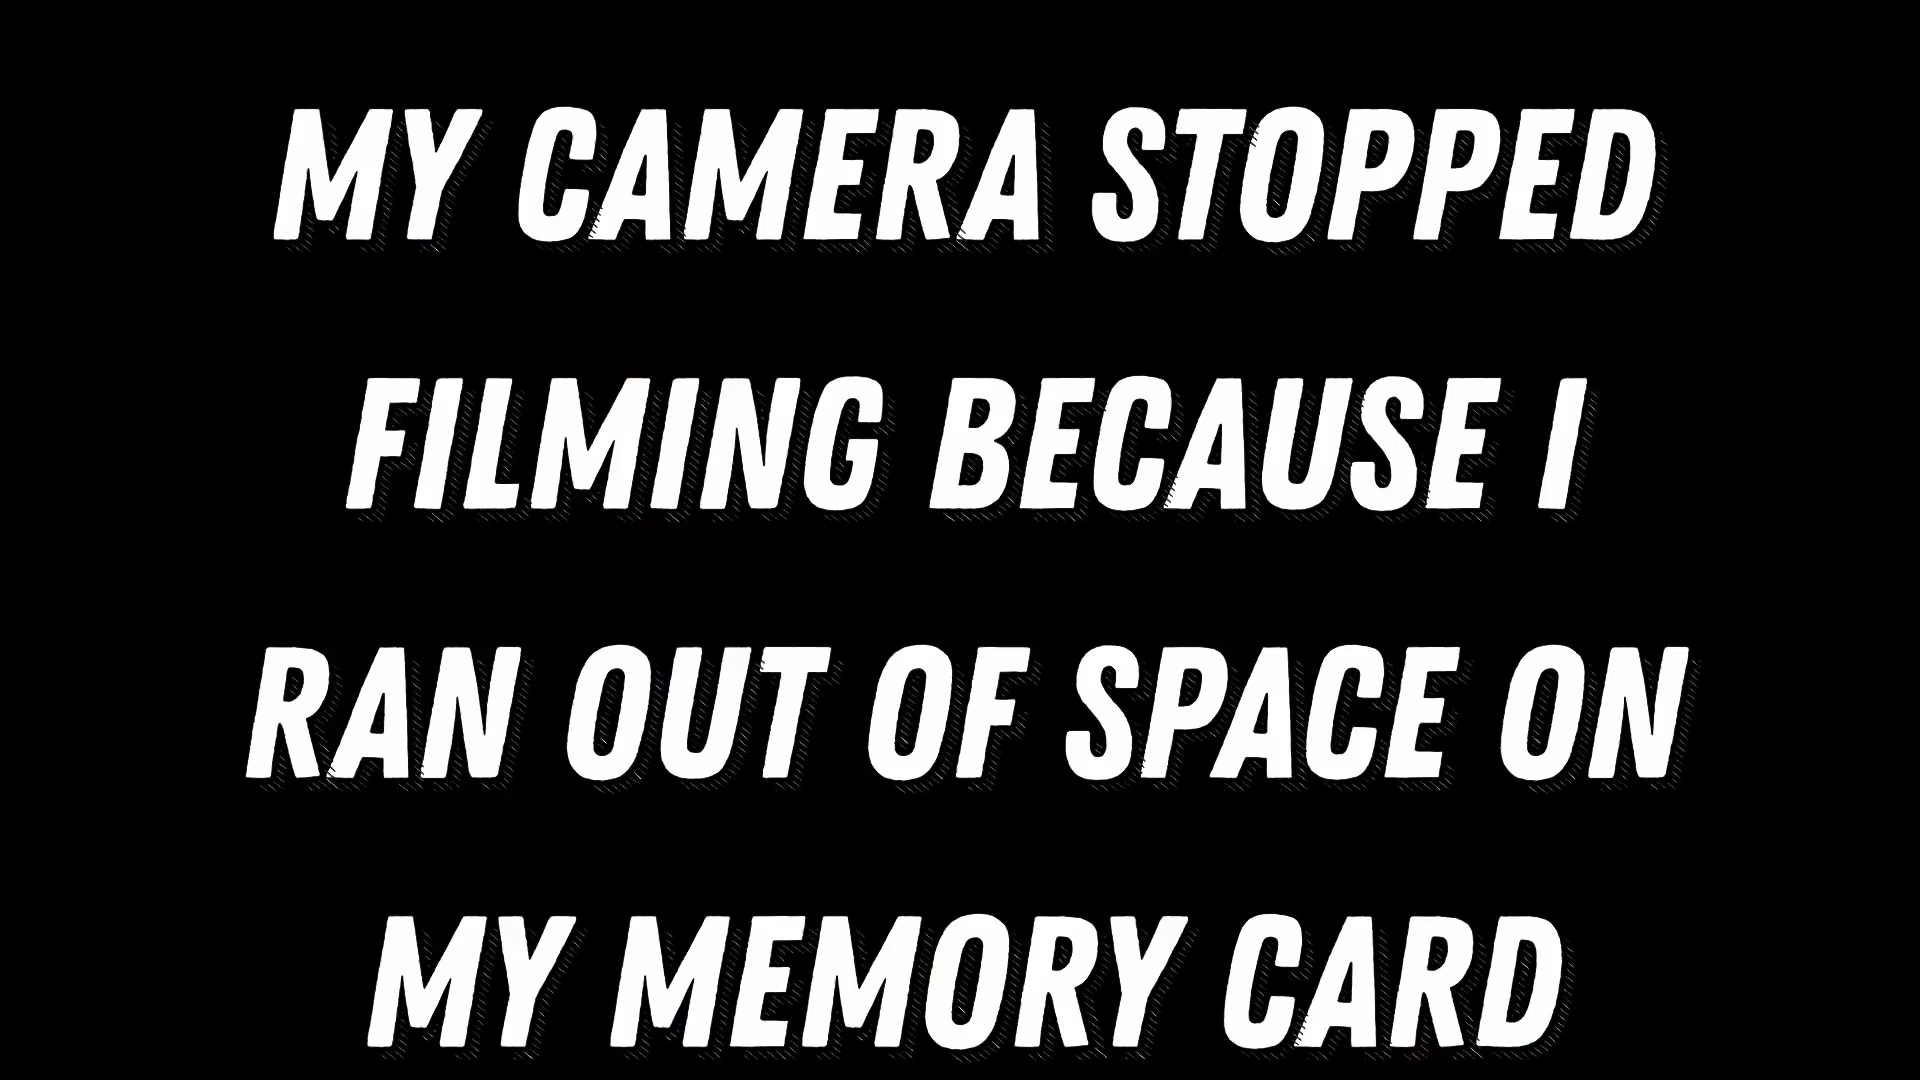 MY CAMERA STOPPED
FILMING BECAUSE I
RAN OUT OF SPACE ON
MY MEMORY CARD